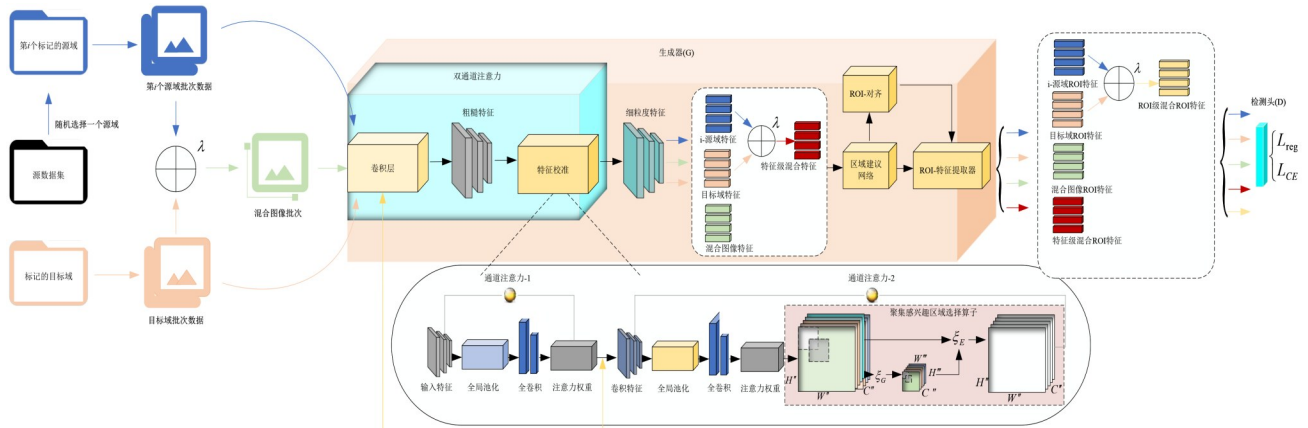 第i个标记的源域
第i个源域批次数据
随机选择一个源域
源数据集
λ
混合图像批次
标记的目标域
目标域批次数据
生成器(G)
双通道注意力
卷积层
粗糙特征
特征校准
细粒度特征
i-源域特征
目标域特征
混合图像特征
λ
特征级混合特征
ROI-对齐
区域建议
网络
ROI-特征提取器
i-源域ROI特征
目标域ROI特征
混合图像ROI特征
特征级混合ROI特征
λ
ROI级混合ROI特征
检测头(D)
L_reg
L_CE
通道注意力-1
通道注意力-2
输入特征
全局池化
全卷积
注意力权重
卷积特征
全局池化
全卷积
注意力权重
聚集感兴趣区域选择算子
H''
W''
C''
ξ_G
W'''
H'''
C''
ξ_E
H''
W''
C''